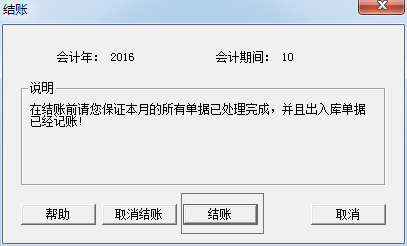 结账
会计年： 2016 会计期间： 10
说明
在结账前请您保证本月的所有单据已处理完成，并且出入库单据
已经记账!
帮助 取消结账 结账 取消